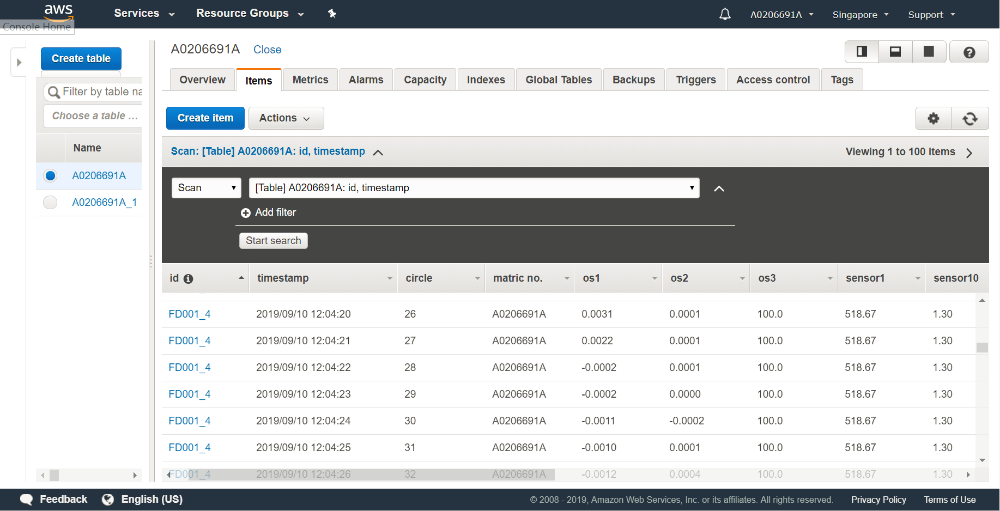 aws Services Resource Groups A0206691A Singapore Support
Console Home
A0206691A Close
Create table
Overview Items Metrics Alarms Capacity Indexes Global Tables Backups Triggers Access control Tags
Filter by table na
Choose a table ...
Create item Actions
Name
Scan: [Table] A0206691A: id, timestamp Viewing 1 to 100 items
A0206691A
A0206691A_1
Scan [Table] A0206691A: id, timestamp
Add filter
Start search
id timestamp circle matric no. os1 os2 os3 sensor1 sensor10
FD001_4 2019/09/10 12:04:20 26 A0206691A 0.0031 0.0001 100.0 518.67 1.30
FD001_4 2019/09/10 12:04:21 27 A0206691A 0.0022 0.0001 100.0 518.67 1.30
FD001_4 2019/09/10 12:04:22 28 A0206691A -0.0002 0.0001 100.0 518.67 1.30
FD001_4 2019/09/10 12:04:23 29 A0206691A -0.0002 0.0000 100.0 518.67 1.30
FD001_4 2019/09/10 12:04:24 30 A0206691A -0.0011 -0.0002 100.0 518.67 1.30
FD001_4 2019/09/10 12:04:25 31 A0206691A -0.0010 0.0001 100.0 518.67 1.30
FD001_4 2019/09/10 12:04:26 32 A0206691A -0.0012 0.0004 100.0 518.67 1.30
Feedback English (US) © 2008 - 2019, Amazon Web Services, Inc. or its affiliates. All rights reserved. Privacy Policy Terms of Use